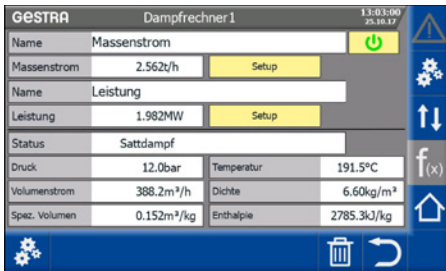 GESTRA Dampfrechner1 13:03:00
25.10.17
Name Massenstrom
Massenstrom 2.562t/h Setup
Name Leistung
Leistung 1.982MW Setup
Status Sattdampf
Druck 12.0bar Temperatur 191.5°C
Volumenstrom 388.2m³/h Dichte 6.60kg/m³
Spez. Volumen 0.152m³/kg Enthalpie 2785.3kJ/kg
f(x)